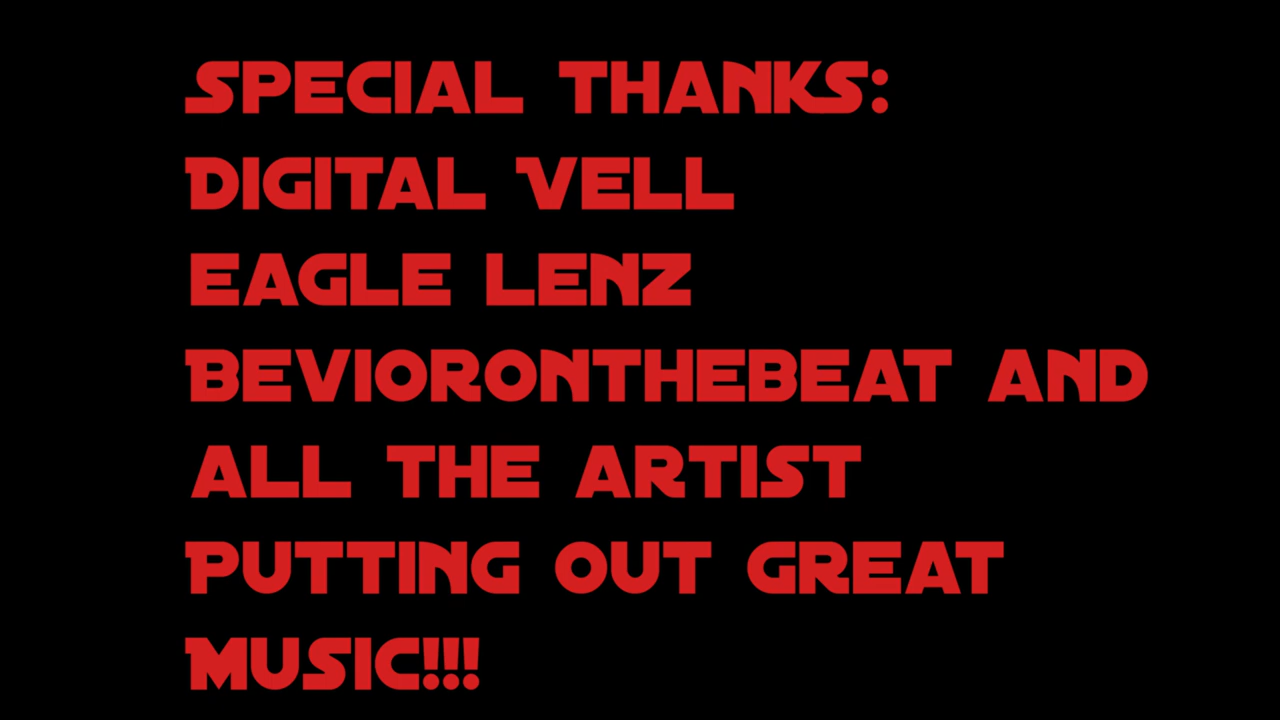 Special Thanks:
Digital Vell
Eagle Lenz
Bevioronthebeat and
all the artist
Putting out great
Music!!!